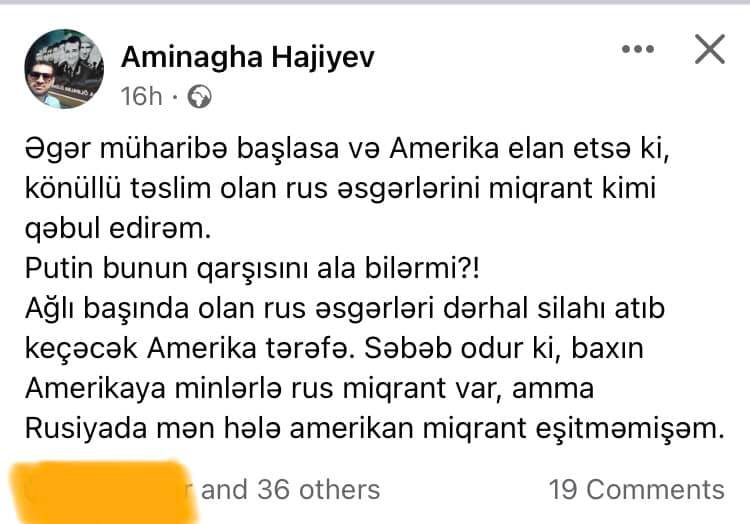 Aminagha Hajiyev
16h ·
Əgər müharibə başlasa və Amerika elan etsə ki,
könüllü təslim olan rus əsgərlərini miqrant kimi
qəbul edirəm.
Putin bunun qarşısını ala bilərmi?!
Ağlı başında olan rus əsgərləri dərhal silahı atıb
keçəcək Amerika tərəfə. Səbəb odur ki, baxın
Amerikaya minlərlə rus miqrant var, amma
Rusiyada mən hələ amerikan miqrant eşitməmişəm.
and 36 others
19 Comments